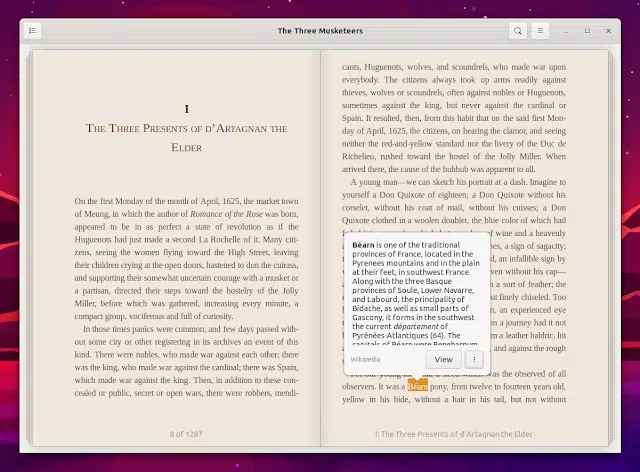 The Three Musketeers
I
The Three Presents of d'Artagnan the
Elder
On the first Monday of the month of April, 1625, the market town
of Meung, in which the author of Romance of the Rose was born,
appeared to be in as perfect a state of revolution as if the
Huguenots had just made a second La Rochelle of it. Many citi-
zens, seeing the women flying toward the High Street, leaving
their children crying at the open doors, hastened to don the cuirass,
and supporting their somewhat uncertain courage with a musket or
a partisan, directed their steps toward the hostelry of the Jolly
Miller, before which was gathered, increasing every minute, a
compact group, vociferous and full of curiosity.
In those times panics were common, and few days passed with-
out some city or other registering in its archives an event of this
kind. There were nobles, who made war against each other; there
was the king, who made war against the cardinal; there was Spain,
which made war against the king. Then, in addition to these con-
cealed or public, secret or open wars, there were robbers, mendi-
8 of 1287
cants, Huguenots, wolves, and scoundrels, who made war upon
everybody. The citizens always took up arms readily against
thieves, wolves or scoundrels, often against nobles or Huguenots,
sometimes against the king, but never against the cardinal or
Spain. It resulted, then, from this habit that on the said first Mon-
day of April, 1625, the citizens, on hearing the clamor, and seeing
neither the red-and-yellow standard nor the livery of the Duc de
Richelieu, rushed toward the hostel of the Jolly Miller. When
arrived there, the cause of the hubbub was apparent to all.
A young man—we can sketch his portrait at a dash. Imagine to
yourself a Don Quixote of eighteen; a Don Quixote without his
corselet, without his coat of mail, without his cuisses; a Don
Quixote clothed in a woolen doublet, the blue color of which had
of wine and a heavenly
a sign of sagacity;
an infallible sign by
even without his cap—
a sort of feather; the
but finely chiseled. Too
an experienced eye
on a journey had it not
a leather baldric, hit
and against the rough
Béarn is one of the traditional
provinces of France, located in the
Pyrenees mountains and in the plain
at their feet, in southwest France.
Along with the three Basque
provinces of Soule, Lower Navarre,
and Labourd, the principality of
Bidache, as well as small parts of
Gascony, it forms in the southwest
the current département of
Pyrénées-Atlantiques (64). The
capitals of Béarn were Beneharnum
Wikipedia
View
was the observed of all
observers. It was a Béarn pony, from twelve to fourteen years old,
yellow in his hide, without a hair in his tail, but not without
I: The Three Presents of d'Artagnan the Elder